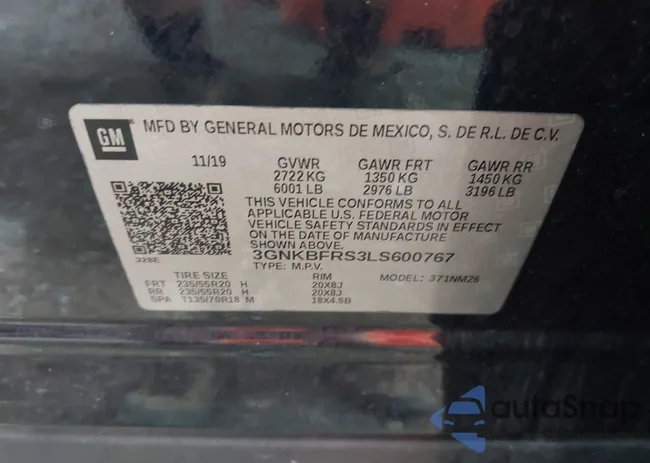 GM
MFD BY GENERAL MOTORS DE MEXICO, S. DE R.L. DE C.V.
11/19 GVWR GAWR FRT GAWR RR
2722 KG 1350 KG 1450 KG
6001 LB 2976 LB 3196 LB
THIS VEHICLE CONFORMS TO ALL
APPLICABLE U.S. FEDERAL MOTOR
VEHICLE SAFETY STANDARDS IN EFFECT
ON THE DATE OF MANUFACTURE
SHOWN ABOVE.
328E
3GNKBFRS3LS600767
TYPE: M.P.V. MODEL: 371NM26
TIRE SIZE RIM
FRT 235/55R20 H 20X8J
RR 235/55R20 H 20X8J
SPA T135/70R18 M 18X4.5B
autoSnap